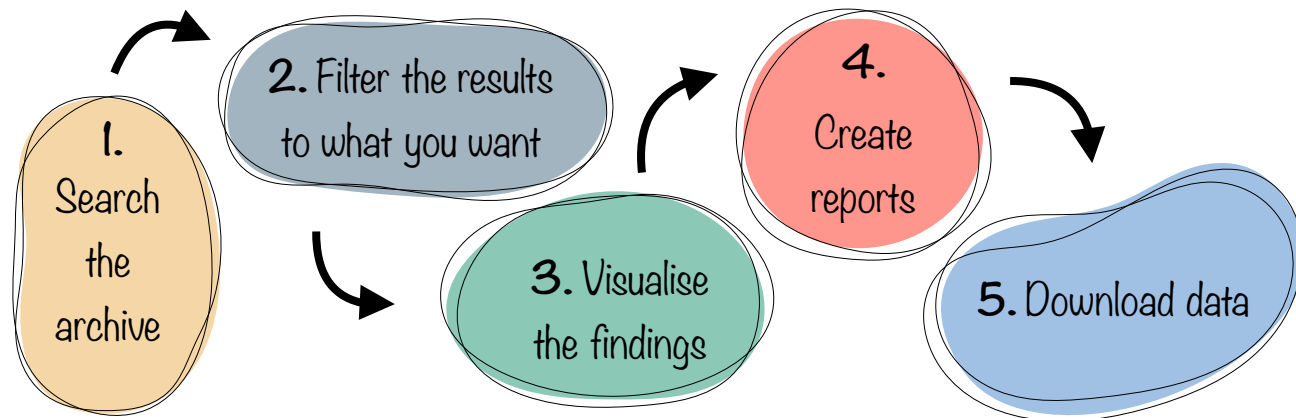 1.
Search
the
archive
2. Filter the results
to what you want
3. Visualise
the findings
4.
Create
reports
5. Download data